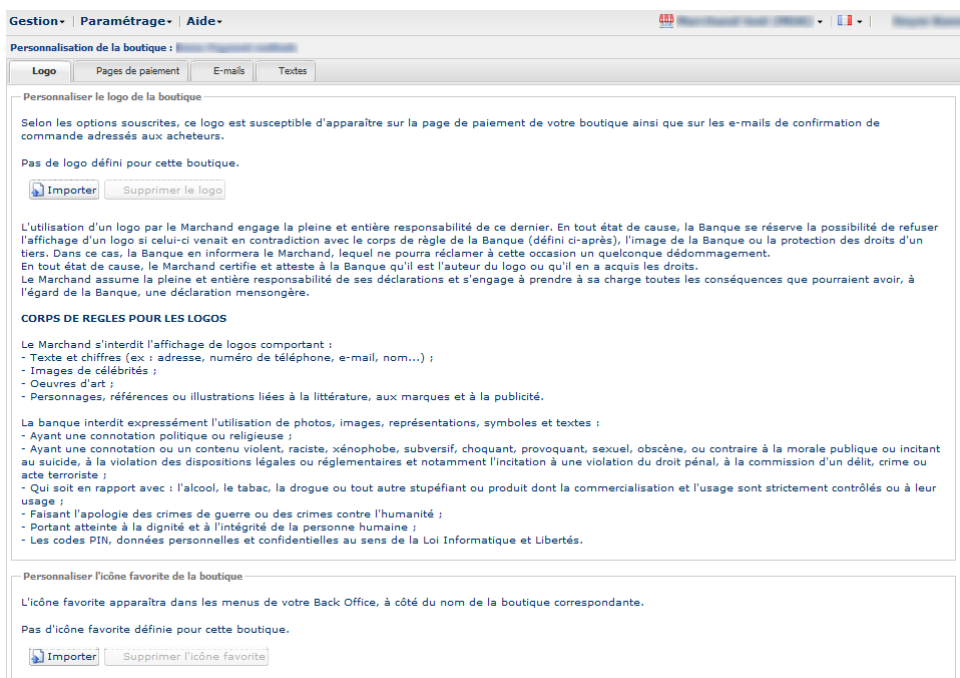 Gestion Paramétrage Aide
Personnalisation de la boutique :
Logo Pages de paiement E-mails Textes
Personnaliser le logo de la boutique
Selon les options souscrites, ce logo est susceptible d'apparaître sur la page de paiement de votre boutique ainsi que sur les e-mails de confirmation de
commande adressés aux acheteurs.
Pas de logo défini pour cette boutique.
Importer Supprimer le logo
L'utilisation d'un logo par le Marchand engage la pleine et entière responsabilité de ce dernier. En tout état de cause, la Banque se réserve la possibilité de refuser
l'affichage d'un logo si celui-ci venait en contradiction avec le corps de règle de la Banque (défini ci-après), l'image de la Banque ou la protection des droits d'un
tiers. Dans ce cas, la Banque en informera le Marchand, lequel ne pourra réclamer à cette occasion un quelconque dédommagement.
En tout état de cause, le Marchand certifie et atteste à la Banque qu'il est l'auteur du logo ou qu'il en a acquis les droits.
Le Marchand assume la pleine et entière responsabilité de ses déclarations et s'engage à prendre à sa charge toutes les conséquences que pourraient avoir, à
l'égard de la Banque, une déclaration mensongère.
CORPS DE REGLES POUR LES LOGOS
Le Marchand s'interdit l'affichage de logos comportant :
- Texte et chiffres (ex : adresse, numéro de téléphone, e-mail, nom...) ;
- Images de célébrités ;
- Oeuvres d'art ;
- Personnages, références ou illustrations liées à la littérature, aux marques et à la publicité.
La banque interdit expressément l'utilisation de photos, images, représentations, symboles et textes :
- Ayant une connotation politique ou religieuse ;
- Ayant une connotation ou un contenu violent, raciste, xénophobe, subversif, choquant, provoquant, sexuel, obscène, ou contraire à la morale publique ou incitant
au suicide, à la violation des dispositions légales ou réglementaires et notamment l'incitation à une violation du droit pénal, à la commission d'un délit, crime ou
acte terroriste ;
- Qui soit en rapport avec : l'alcool, le tabac, la drogue ou tout autre stupéfiant ou produit dont la commercialisation et l'usage sont strictement contrôlés ou à leur
usage ;
- Faisant l'apologie des crimes de guerre ou des crimes contre l'humanité ;
- Portant atteinte à la dignité et à l'intégrité de la personne humaine ;
- Les codes PIN, données personnelles et confidentielles au sens de la Loi Informatique et Libertés.
Personnaliser l'icône favorite de la boutique
L'icône favorite apparaîtra dans les menus de votre Back Office, à côté du nom de la boutique correspondante.
Pas d'icône favorite définie pour cette boutique.
Importer Supprimer l'icône favorite